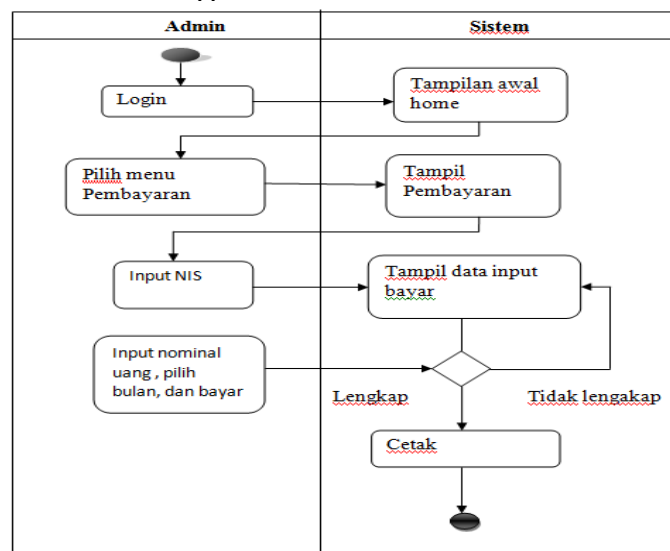 Admin
Sistem
Login
Tampilan awal
home
Pilih menu
Pembayaran
Tampil
Pembayaran
Input NIS
Tampil data input
bayar
Input nominal
uang , pilih
bulan, dan bayar
Lengkap
Tidak lengakap
Cetak